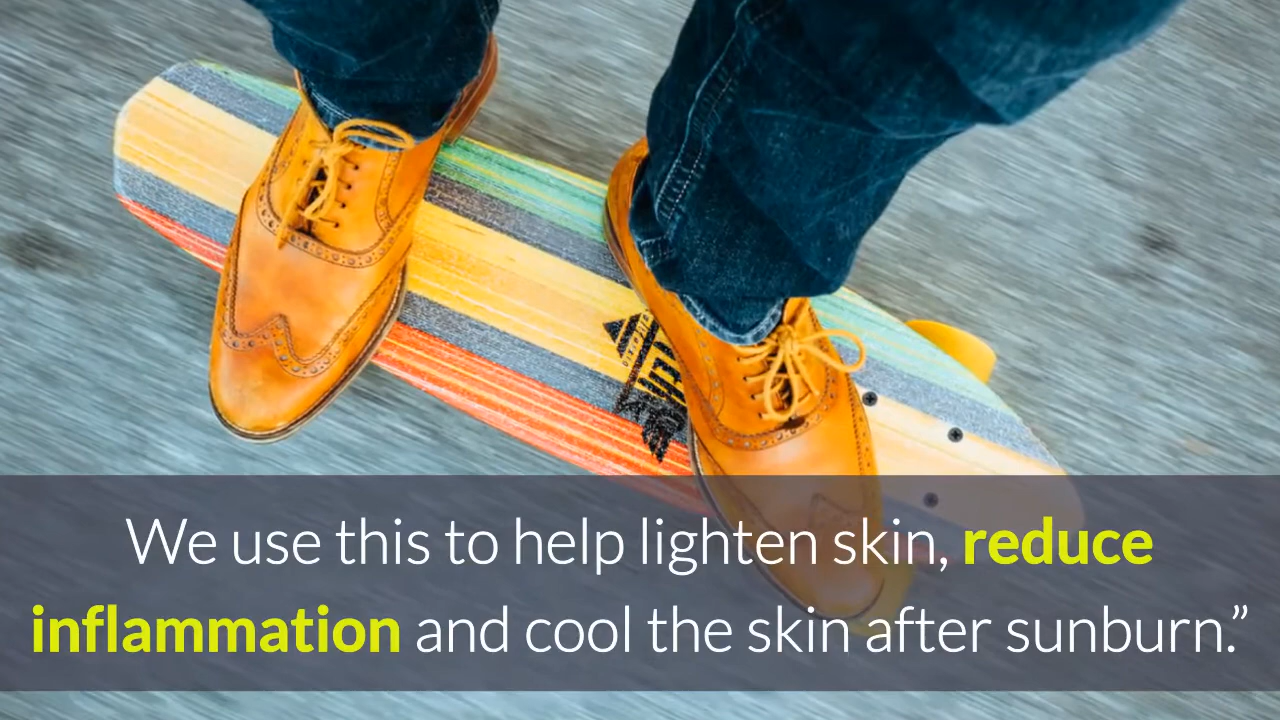 We use this to help lighten skin, reduce
inflammation and cool the skin after sunburn.”